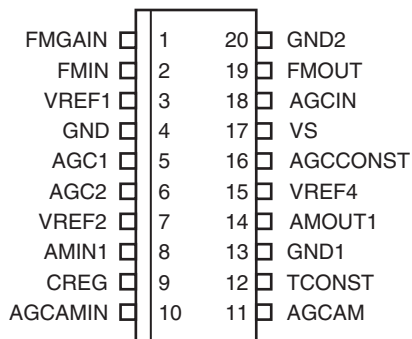 FMGAIN 1 20 GND2
FMIN 2 19 FMOUT
VREF1 3 18 AGCIN
GND 4 17 VS
AGC1 5 16 AGCCONST
AGC2 6 15 VREF4
VREF2 7 14 AMOUT1
AMIN1 8 13 GND1
CREG 9 12 TCONST
AGCAMIN 10 11 AGCAM